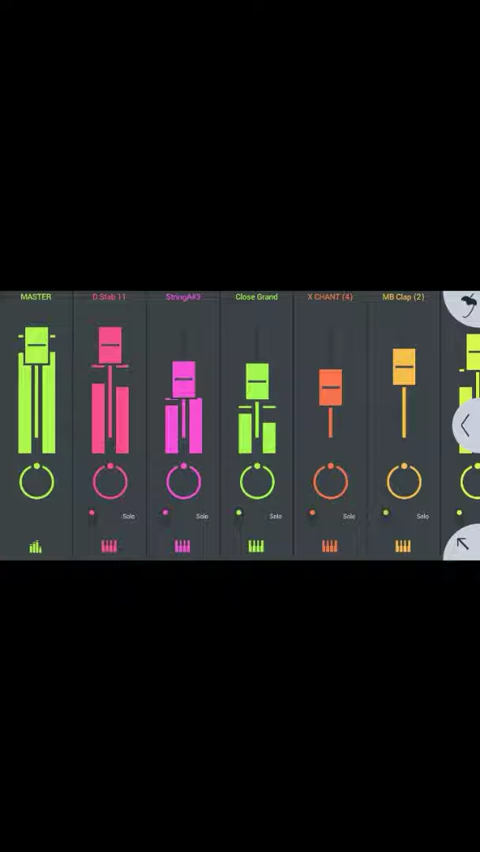 MASTER
D.Stab 11
StringA#3
Close Grand
X CHANT (4)
MB Clap (2)
Solo
Solo
Solo
Solo
Solo